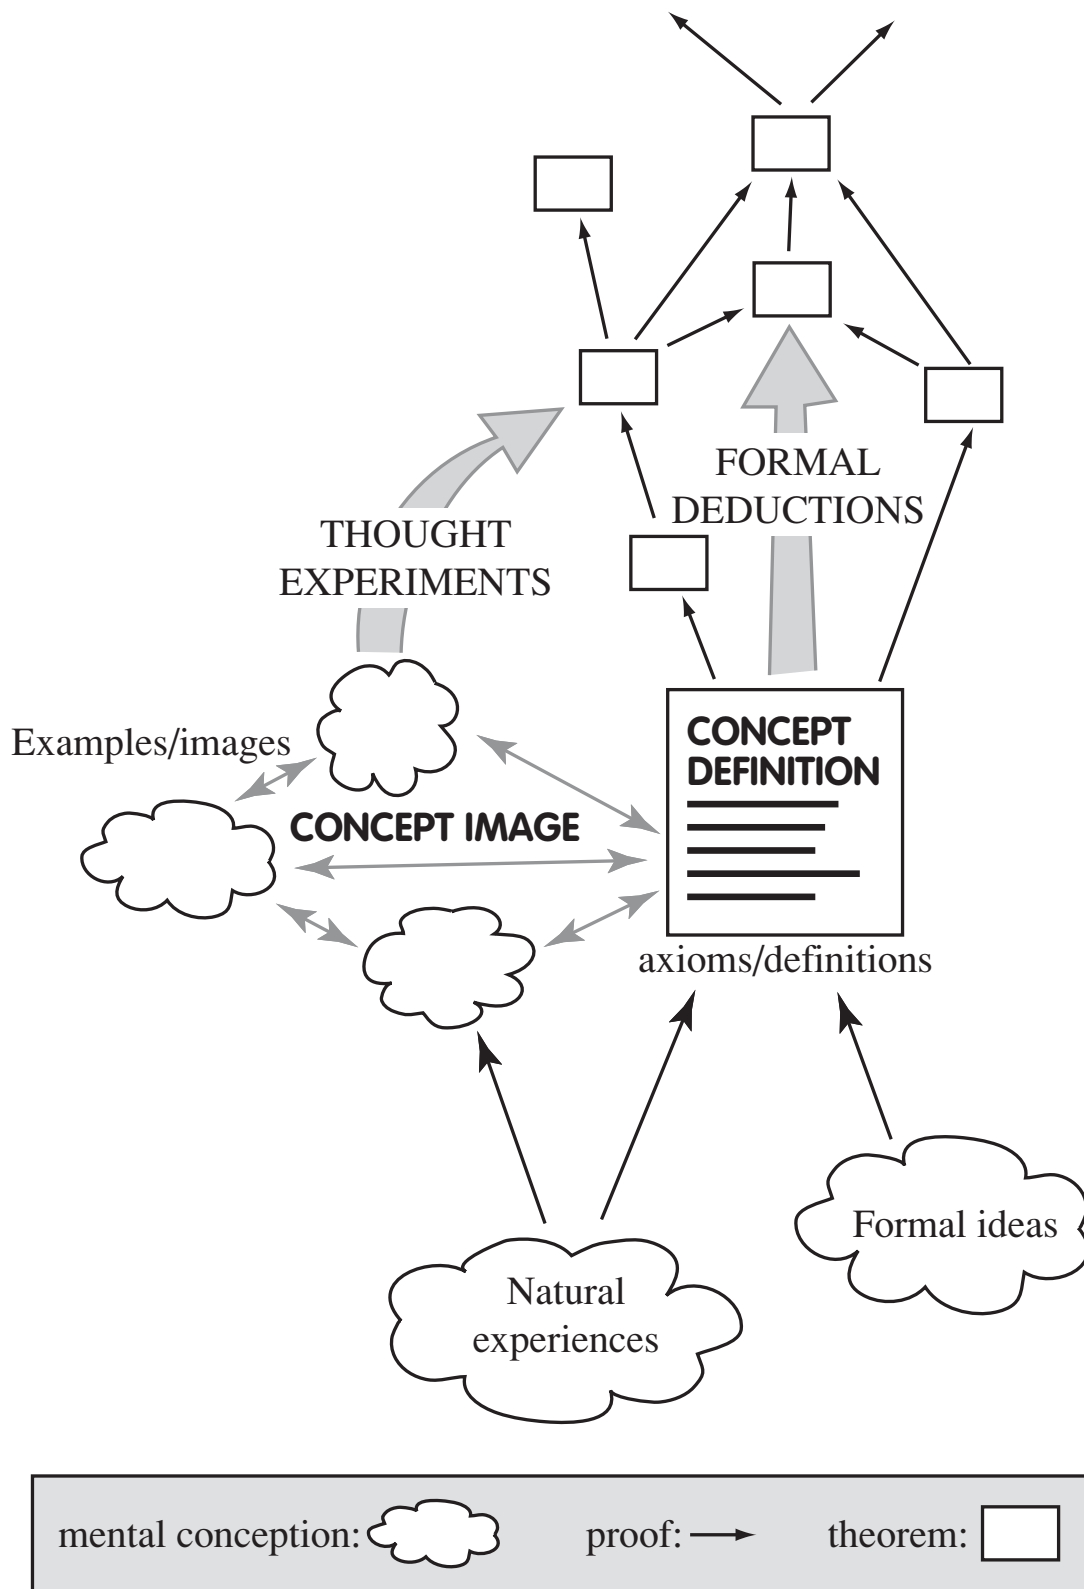 FORMAL
DEDUCTIONS
THOUGHT
EXPERIMENTS
Examples/images
CONCEPT
DEFINITION
CONCEPT IMAGE
axioms/definitions
Formal ideas
Natural
experiences
mental conception: proof: theorem: